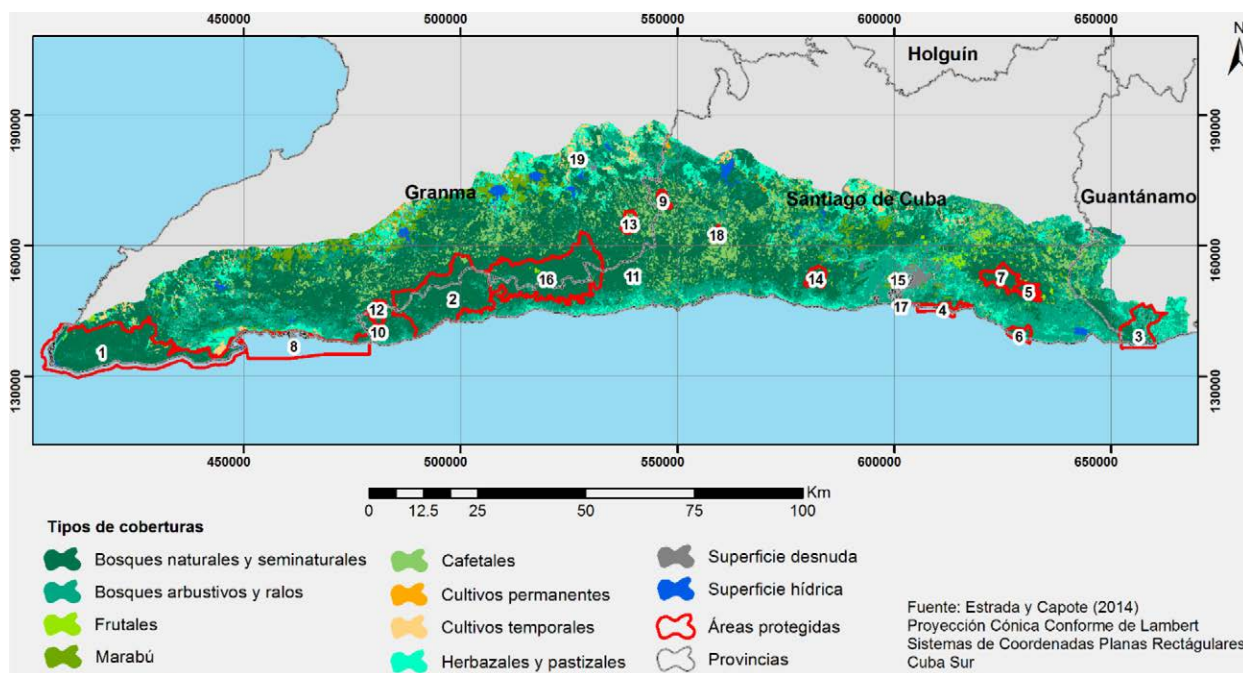 450000 500000 550000 600000 650000
N
Holguín
190000 190000
19
Granma
Santiago de Cuba
Guantánamo
9
13
18
160000 160000
16 11 14 15 7 5
2
12 17 4
10
1 8 6 3
130000 130000
450000 500000 550000 600000 650000
Km
0 12.5 25 50 75 100
Tipos de coberturas
Bosques naturales y seminaturales
Bosques arbustivos y ralos
Frutales
Marabú
Cafetales
Cultivos permanentes
Cultivos temporales
Herbazales y pastizales
Superficie desnuda
Superficie hídrica
Áreas protegidas
Provincias
Fuente: Estrada y Capote (2014)
Proyección Cónica Conforme de Lambert
Sistemas de Coordenadas Planas Rectágulares
Cuba Sur